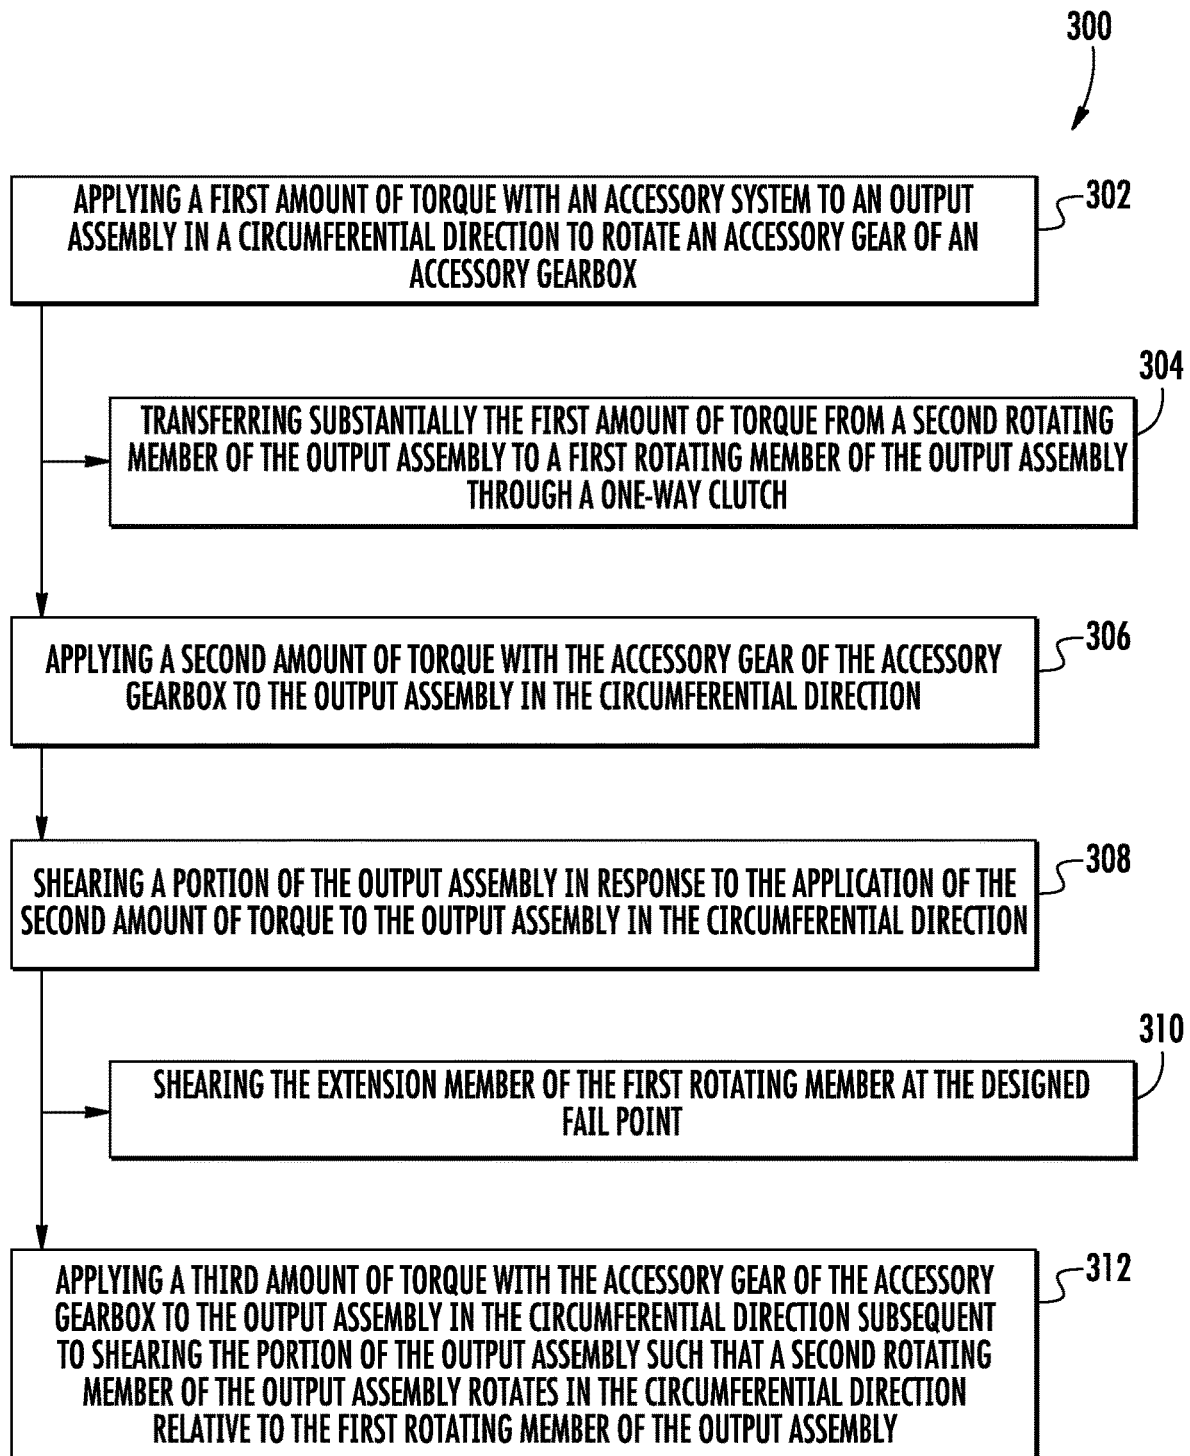 300
APPLYING A FIRST AMOUNT OF TORQUE WITH AN ACCESSORY SYSTEM TO AN OUTPUT
ASSEMBLY IN A CIRCUMFERENTIAL DIRECTION TO ROTATE AN ACCESSORY GEAR OF AN
ACCESSORY GEARBOX
302
304
TRANSFERRING SUBSTANTIALLY THE FIRST AMOUNT OF TORQUE FROM A SECOND ROTATING
MEMBER OF THE OUTPUT ASSEMBLY TO A FIRST ROTATING MEMBER OF THE OUTPUT ASSEMBLY
THROUGH A ONE-WAY CLUTCH
306
APPLYING A SECOND AMOUNT OF TORQUE WITH THE ACCESSORY GEAR OF THE ACCESSORY
GEARBOX TO THE OUTPUT ASSEMBLY IN THE CIRCUMFERENTIAL DIRECTION
308
SHEARING A PORTION OF THE OUTPUT ASSEMBLY IN RESPONSE TO THE APPLICATION OF THE
SECOND AMOUNT OF TORQUE TO THE OUTPUT ASSEMBLY IN THE CIRCUMFERENTIAL DIRECTION
310
SHEARING THE EXTENSION MEMBER OF THE FIRST ROTATING MEMBER AT THE DESIGNED
FAIL POINT
312
APPLYING A THIRD AMOUNT OF TORQUE WITH THE ACCESSORY GEAR OF THE ACCESSORY
GEARBOX TO THE OUTPUT ASSEMBLY IN THE CIRCUMFERENTIAL DIRECTION SUBSEQUENT
TO SHEARING THE PORTION OF THE OUTPUT ASSEMBLY SUCH THAT A SECOND ROTATING
MEMBER OF THE OUTPUT ASSEMBLY ROTATES IN THE CIRCUMFERENTIAL DIRECTION
RELATIVE TO THE FIRST ROTATING MEMBER OF THE OUTPUT ASSEMBLY